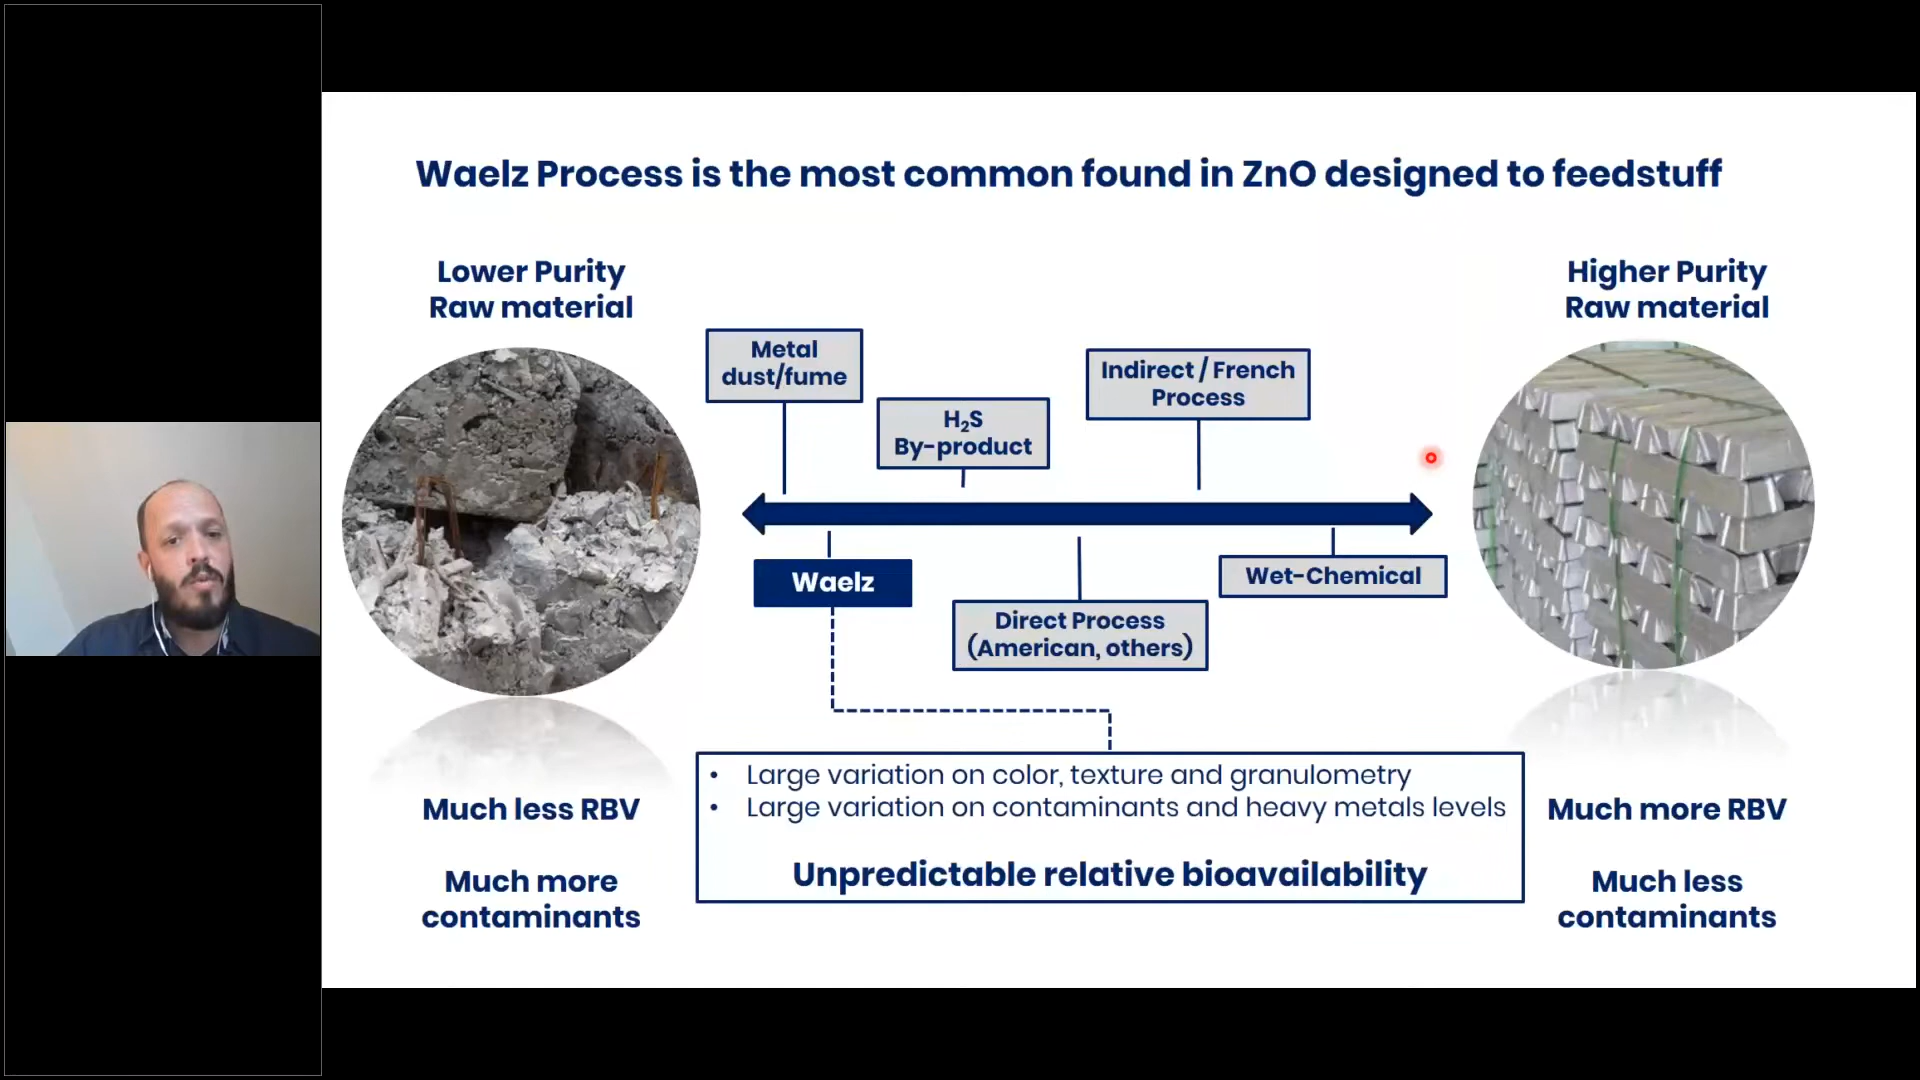 Waelz Process is the most common found in ZnO designed to feedstuff
Lower Purity
Raw material
Higher Purity
Raw material
Metal
dust/fume
H₂S
By-product
Indirect / French
Process
Waelz
Direct Process
(American, others)
Wet-Chemical
• Large variation on color, texture and granulometry
• Large variation on contaminants and heavy metals levels
Unpredictable relative bioavailability
Much less RBV
Much more
contaminants
Much more RBV
Much less
contaminants